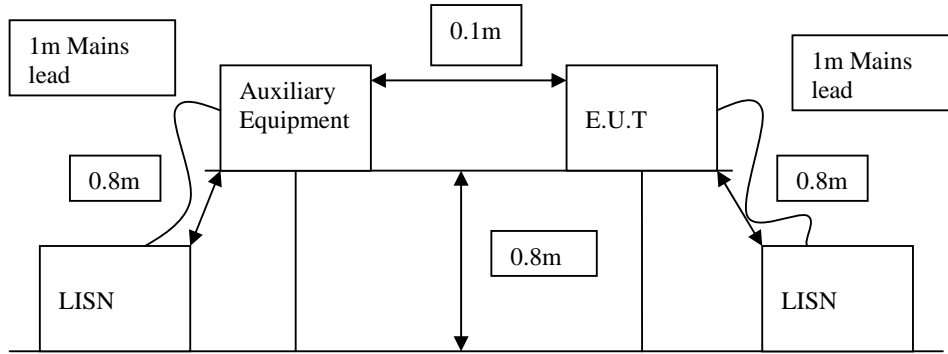 0.1m
1m Mains
lead
1m Mains
lead
Auxiliary
Equipment
E.U.T
0.8m
0.8m
0.8m
LISN
LISN